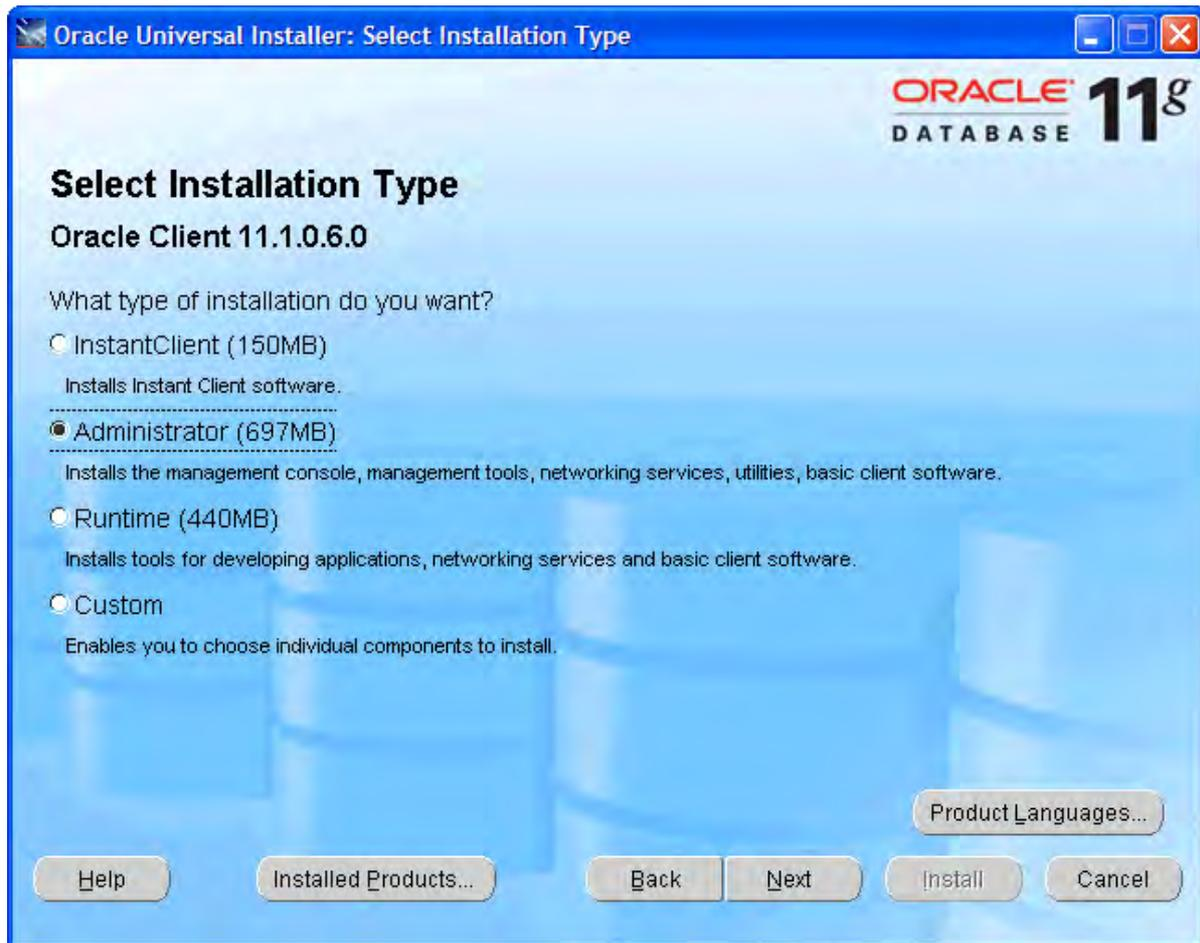 Oracle Universal Installer: Select Installation Type
ORACLE 11g
DATABASE
Select Installation Type
Oracle Client 11.1.0.6.0
What type of installation do you want?
InstantClient (150MB)
Installs Instant Client software.
Administrator (697MB)
Installs the management console, management tools, networking services, utilities, basic client software.
Runtime (440MB)
Installs tools for developing applications, networking services and basic client software.
Custom
Enables you to choose individual components to install.
Product Languages...
Help Installed Products... Back Next Install Cancel